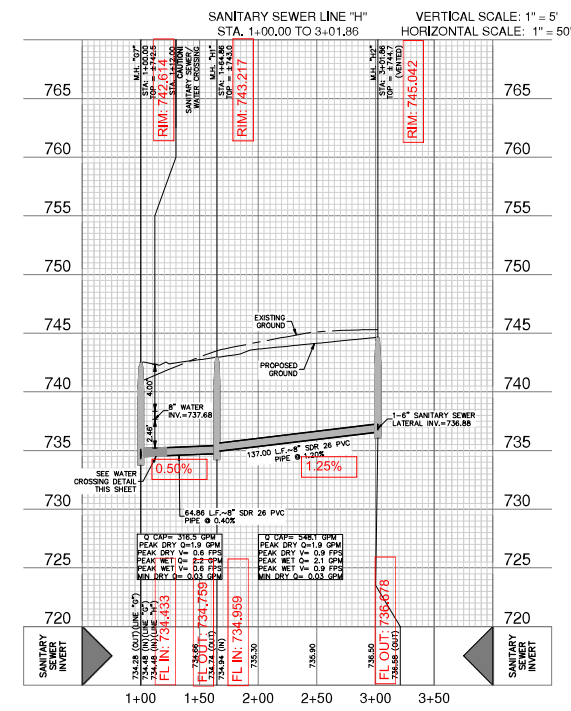 SANITARY SEWER LINE "H"
STA. 1+00.00 TO 3+01.86
VERTICAL SCALE: 1" = 5'
HORIZONTAL SCALE: 1" = 50'
M.H. "G7"
STA: 1+00.00
TOP = ±742.5
RIM: 742.614
STA: 1+12.00
CAUTION!
SANITARY SEWER/
WATER CROSSING
M.H. "H1"
STA: 1+64.86
TOP = ±743.0
RIM: 743.217
M.H. "H2"
STA: 3+01.86
TOP = ±744.7
(VENTED)
RIM: 745.042
765
765
760
760
755
755
750
750
745
745
740
740
735
735
730
730
725
725
720
720
EXISTING
GROUND
PROPOSED
GROUND
4.00'
8" WATER
INV.=737.68
2.46'
1-6" SANITARY SEWER
LATERAL INV.=736.88
SEE WATER
CROSSING DETAIL
THIS SHEET
0.50%
137.00 L.F.~8" SDR 26 PVC
PIPE @ 1.20%
1.25%
64.86 L.F.~8" SDR 26 PVC
PIPE @ 0.40%
Q CAP= 316.5 GPM
PEAK DRY Q=1.9 GPM
PEAK DRY V= 0.6 FPS
PEAK WET Q= 2.2 GPM
PEAK WET V= 0.6 FPS
MIN DRY Q= 0.03 GPM
Q CAP= 548.1 GPM
PEAK DRY Q=1.9 GPM
PEAK DRY V= 0.9 FPS
PEAK WET Q= 2.1 GPM
PEAK WET V= 0.9 FPS
MIN DRY Q= 0.03 GPM
SANITARY
SEWER
INVERT
734.28 (OUT)(LINE "G")
734.48 (IN)(LINE "G")
734.48 (IN)(LINE "H")
FL IN: 734.433
734.66
FL OUT: 734.759
734.74 (OUT)
734.94 (IN)
FL IN: 734.959
735.30
735.90
736.50
FL OUT: 736.678
736.58 (OUT)
SANITARY
SEWER
INVERT
1+00
1+50
2+00
2+50
3+00
3+50